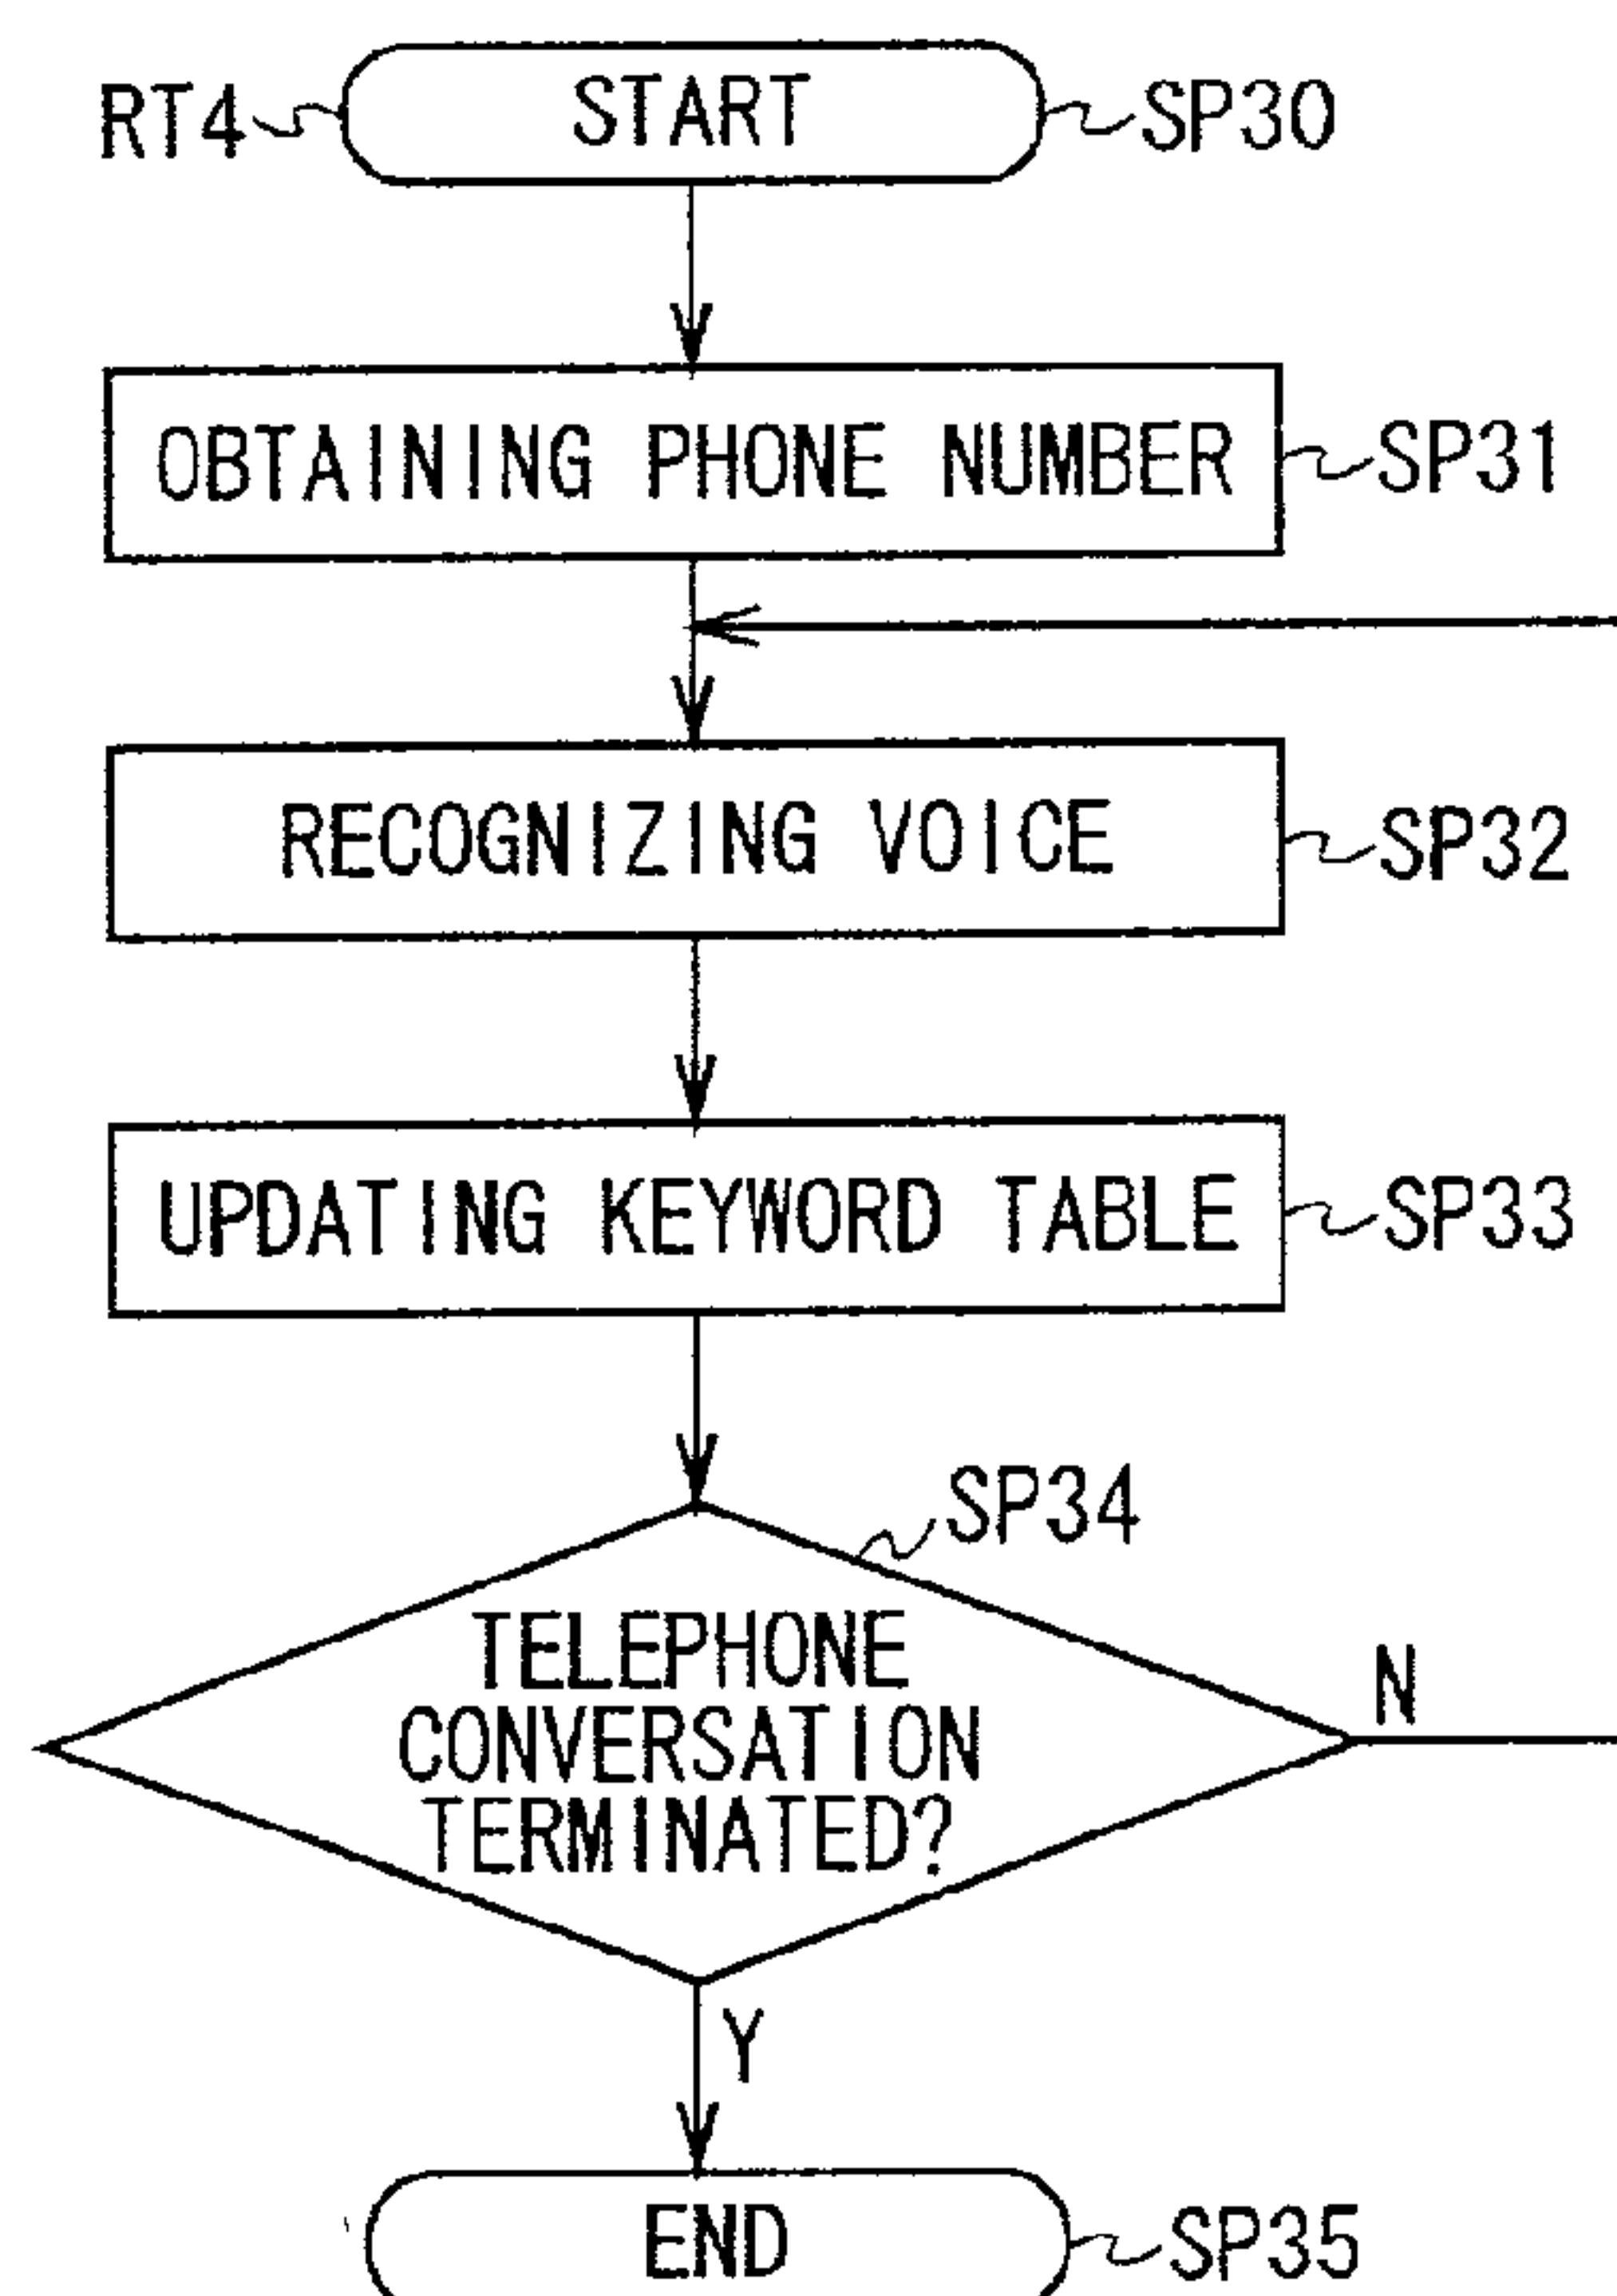 RT4 START SP30
OBTAINING PHONE NUMBER SP31
RECOGNIZING VOICE SP32
UPDATING KEYWORD TABLE SP33
SP34
TELEPHONE
CONVERSATION
TERMINATED?
N
Y
END SP35